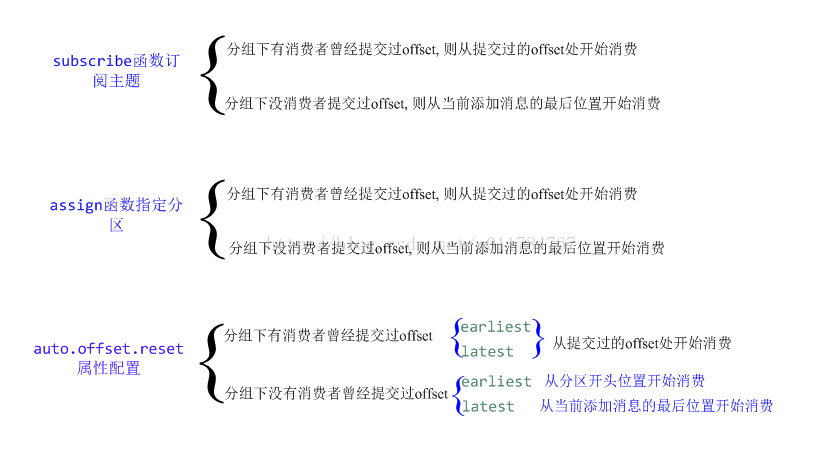 subscribe函数订
阅主题
分组下有消费者曾经提交过offset, 则从提交过的offset处开始消费
分组下没消费者提交过offset, 则从当前添加消息的最后位置开始消费
assign函数指定分
区
分组下有消费者曾经提交过offset, 则从提交过的offset处开始消费
分组下没消费者提交过offset, 则从当前添加消息的最后位置开始消费
auto.offset.reset
属性配置
分组下有消费者曾经提交过offset
earliest
latest
从提交过的offset处开始消费
分组下没有消费者曾经提交过offset
earliest 从分区开头位置开始消费
latest 从当前添加消息的最后位置开始消费